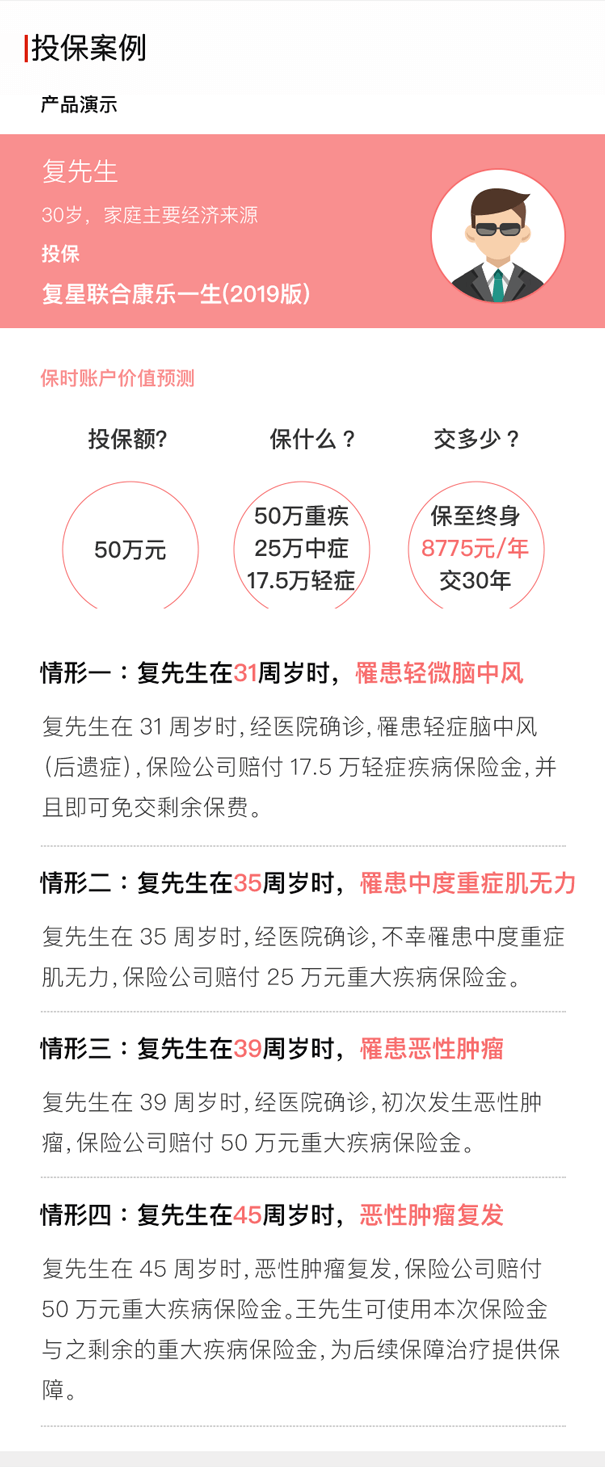 投保案例
产品演示
复先生
30岁，家庭主要经济来源
投保
复星联合康乐一生(2019版)
保时账户价值预测
投保额?
保什么？
交多少？
50万元
50万重疾
25万中症
17.5万轻症
保至终身
8775元/年
交30年
情形一：复先生在31周岁时，罹患轻微脑中风
复先生在 31 周岁时,经医院确诊,罹患轻症脑中风
(后遗症),保险公司赔付 17.5 万轻症疾病保险金,并
且即可免交剩余保费。
情形二：复先生在35周岁时，罹患中度重症肌无力
复先生在 35 周岁时,经医院确诊,不幸罹患中度重症
肌无力,保险公司赔付 25 万元重大疾病保险金。
情形三：复先生在39周岁时，罹患恶性肿瘤
复先生在 39 周岁时,经医院确诊,初次发生恶性肿
瘤,保险公司赔付 50 万元重大疾病保险金。
情形四：复先生在45周岁时，恶性肿瘤复发
复先生在 45 周岁时,恶性肿瘤复发,保险公司赔付
50 万元重大疾病保险金。王先生可使用本次保险金
与之剩余的重大疾病保险金,为后续保障治疗提供保
障。